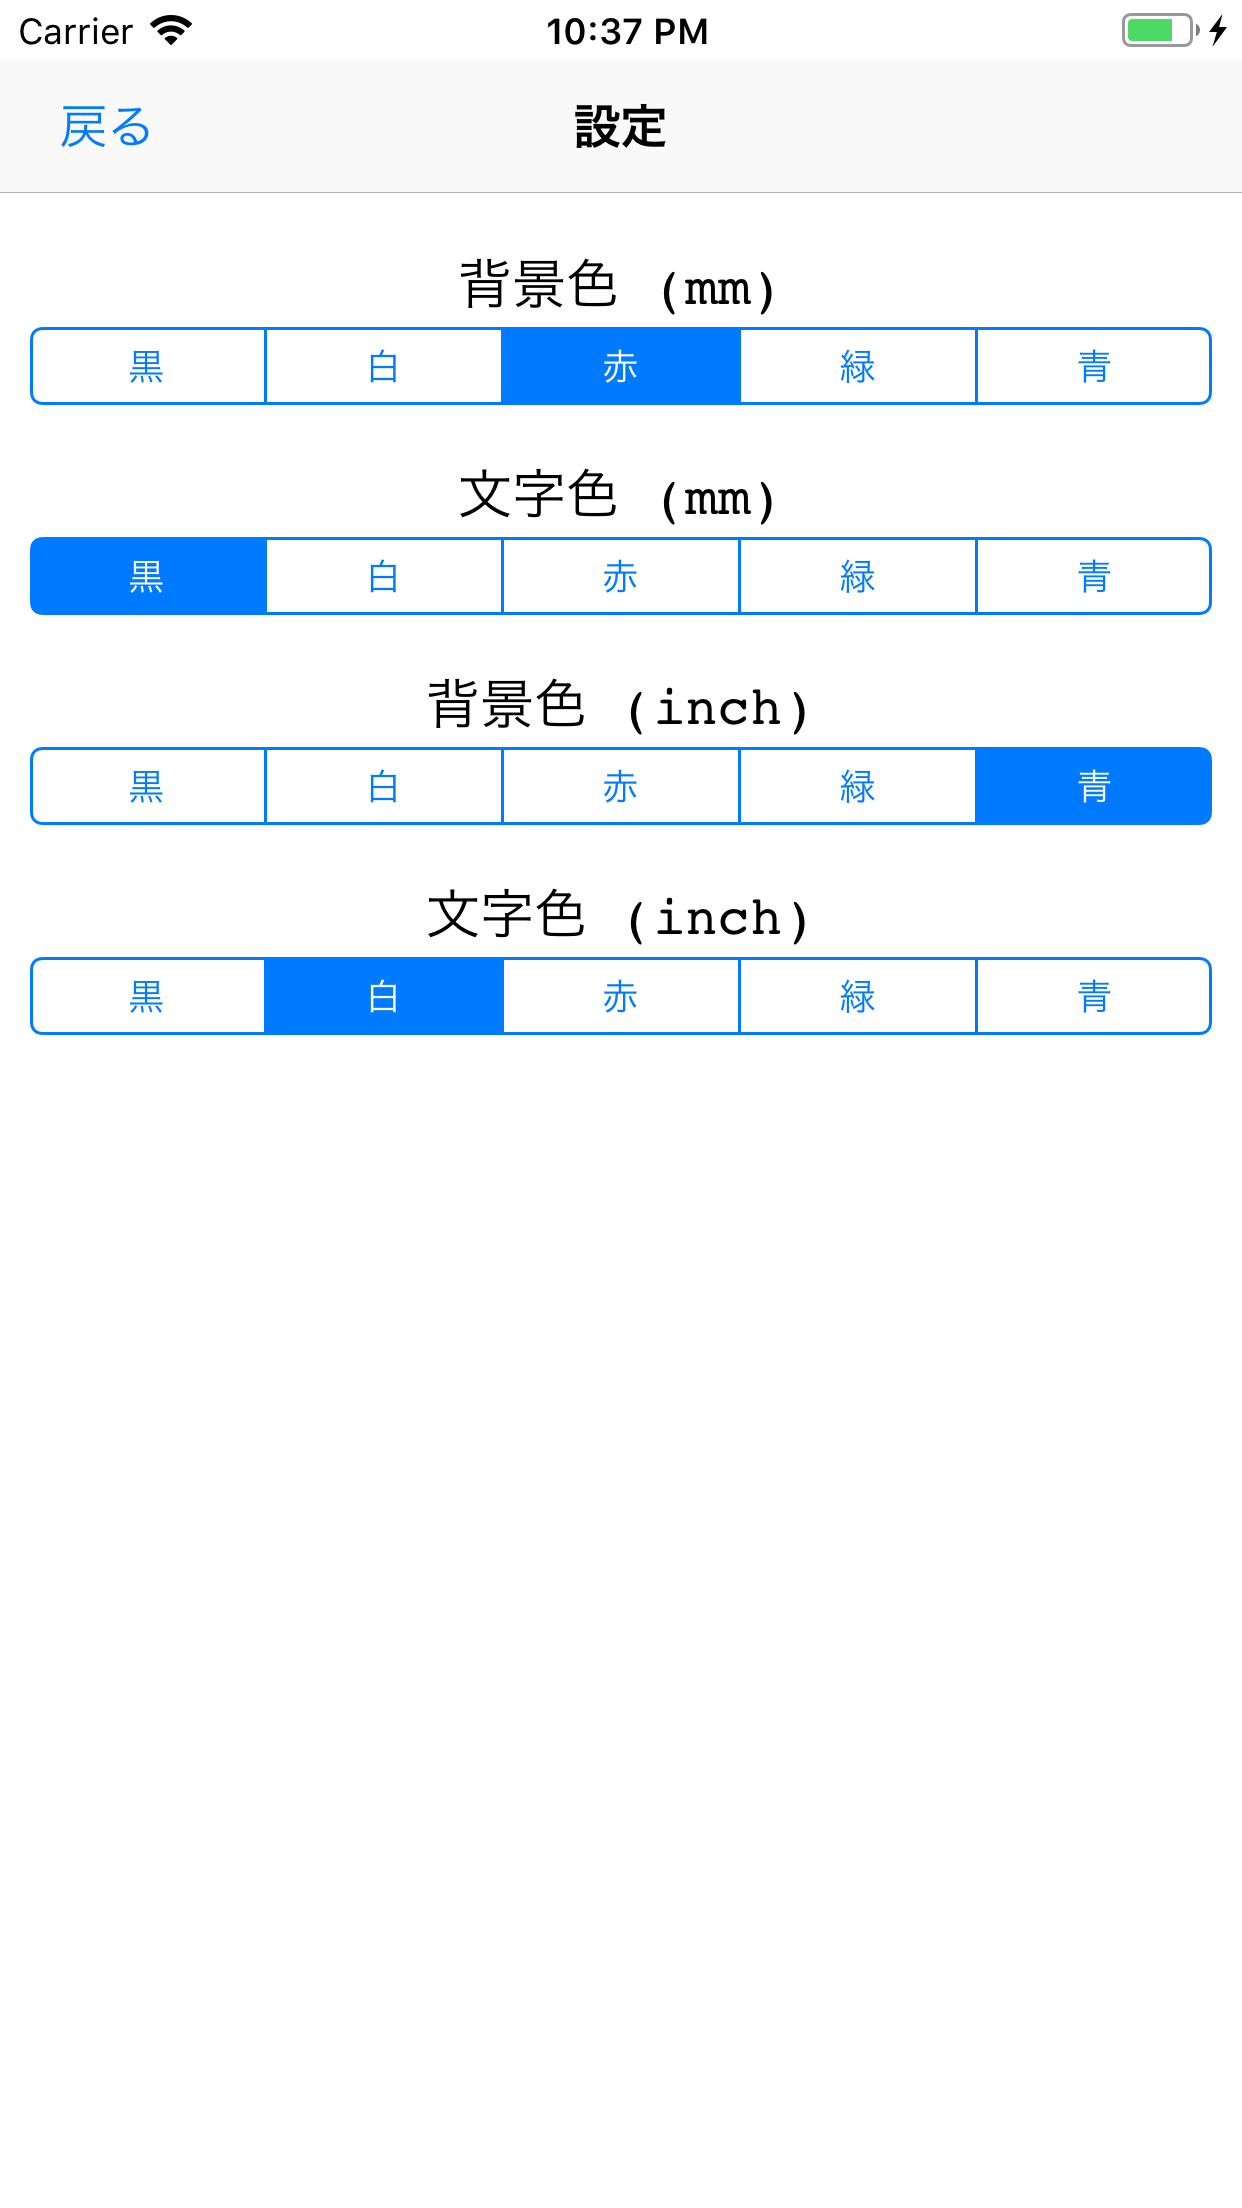 Carrier 10:37 PM
戻る 設定
背景色 (mm)
黒 白 赤 緑 青
文字色 (mm)
黒 白 赤 緑 青
背景色 (inch)
黒 白 赤 緑 青
文字色 (inch)
黒 白 赤 緑 青